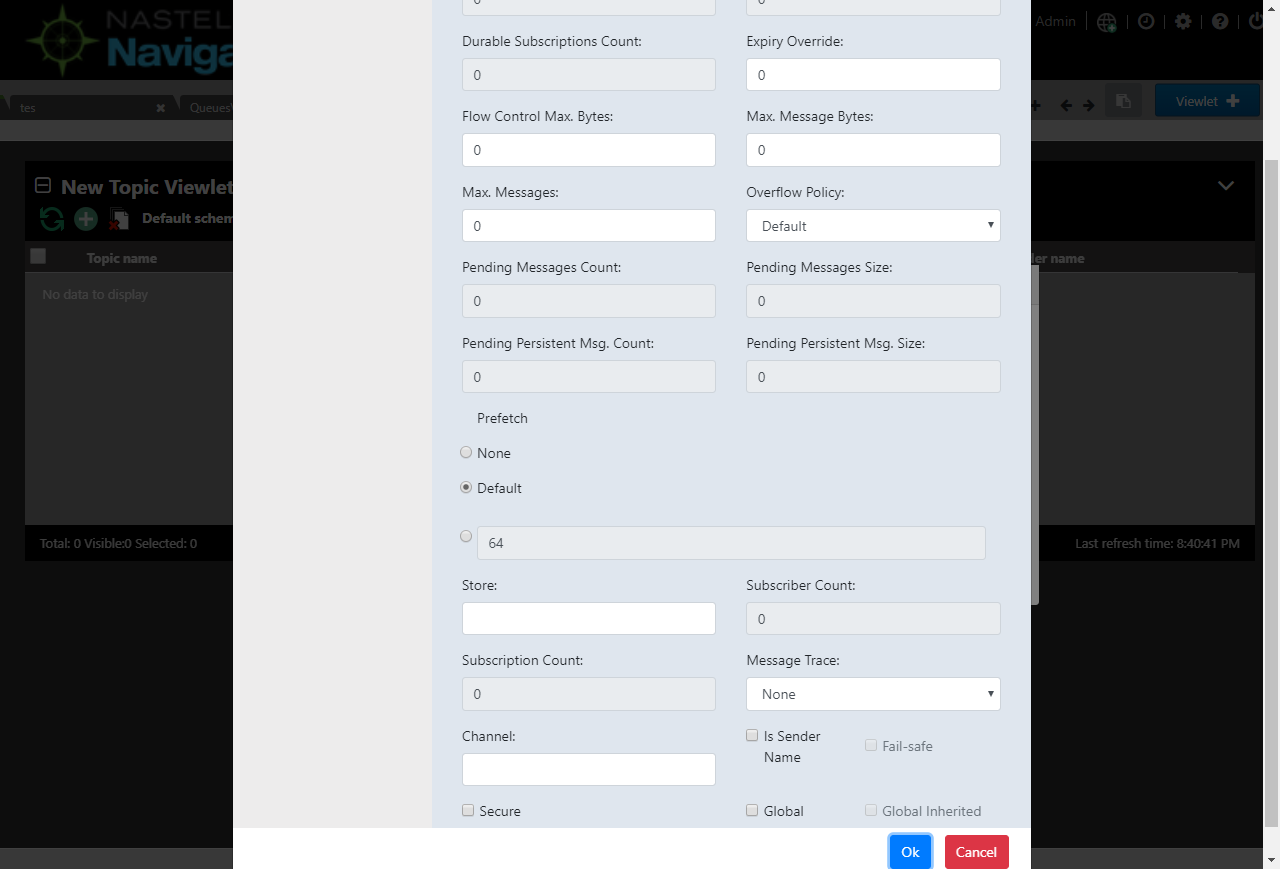 NASTEL
Naviga
Admin
tes
QueuesV
Viewlet
New Topic Viewlet
Default schem
Topic name
ler name
No data to display
Total: 0 Visible:0 Selected: 0
Last refresh time: 8:40:41 PM
0 0
Durable Subscriptions Count: Expiry Override:
0 0
Flow Control Max. Bytes: Max. Message Bytes:
0 0
Max. Messages: Overflow Policy:
0 Default
Pending Messages Count: Pending Messages Size:
0 0
Pending Persistent Msg. Count: Pending Persistent Msg. Size:
0 0
Prefetch
None
Default
64
Store: Subscriber Count:
0
Subscription Count: Message Trace:
0 None
Channel: Is Sender Name Fail-safe
Secure Global Global Inherited
Ok Cancel